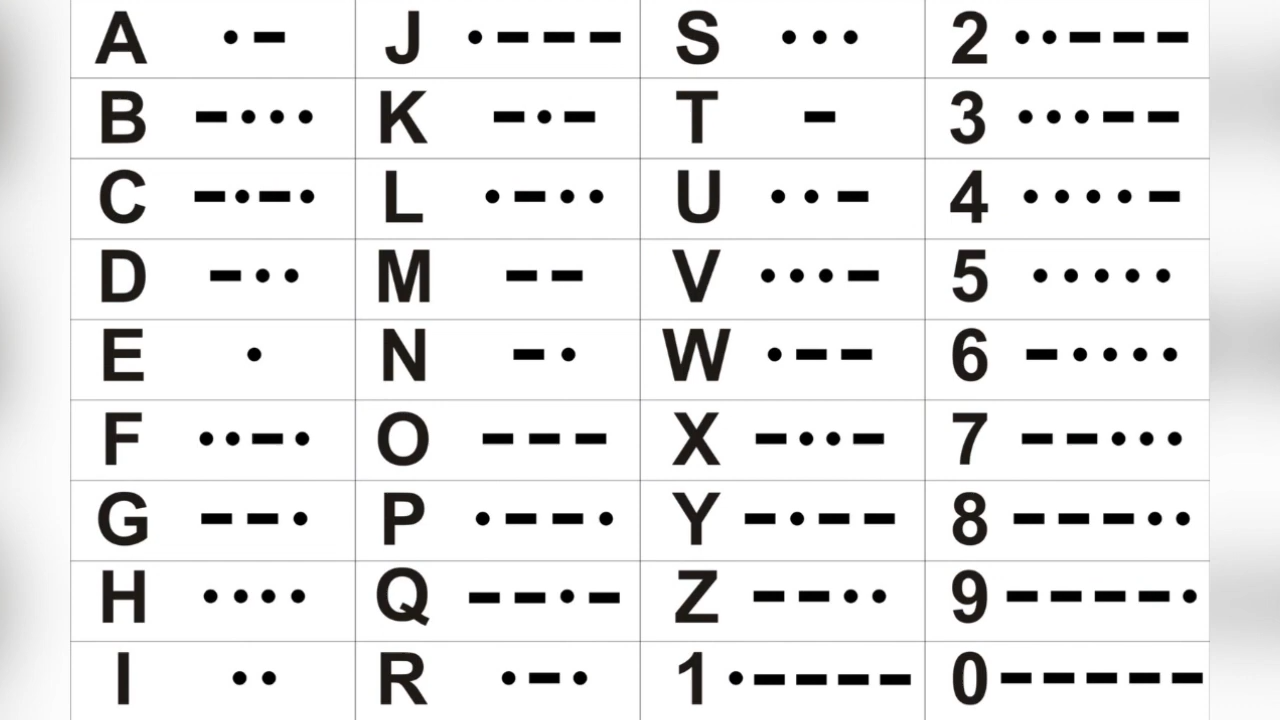 A •– J •––– S ••• 2 ••–––
B –••• K –•– T – 3 •••––
C –•–• L •–•• U ••– 4 ••••–
D –•• M –– V •••– 5 •••••
E • N –• W •–– 6 –••••
F ••–• O ––– X –••– 7 ––•••
G ––• P •––• Y –•–– 8 –––••
H •••• Q ––•– Z ––•• 9 ––––•
I •• R •–• 1 •–––– 0 –––––